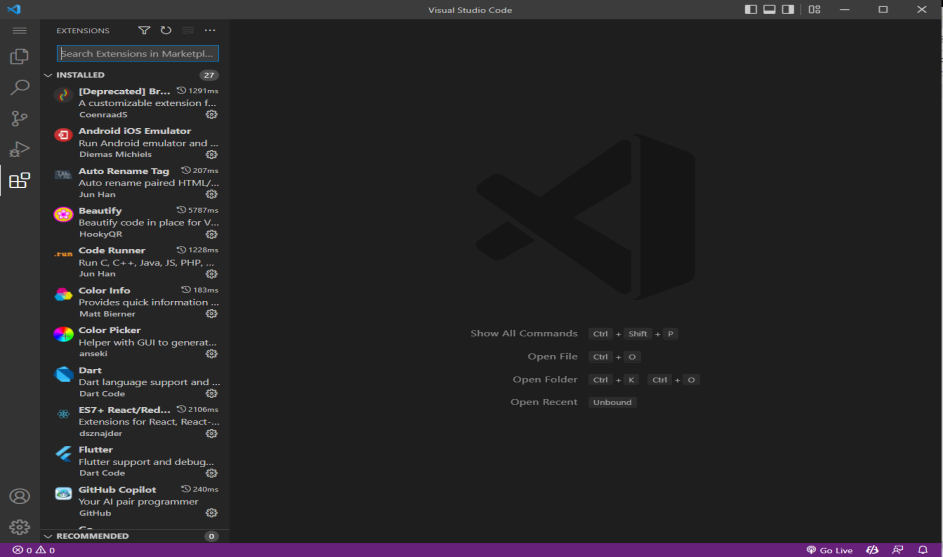 Visual Studio Code
EXTENSIONS
Search Extensions in Marketpl...
INSTALLED 27
[Deprecated] Br... 1291ms
A customizable extension f...
CoenraadS
Android iOS Emulator
Run Android emulator and ...
Diemas Michiels
Auto Rename Tag 207ms
Auto rename paired HTML/...
Jun Han
Beautify 5787ms
Beautify code in place for V...
HookyQR
.run
Code Runner 1228ms
Run C, C++, Java, JS, PHP, ...
Jun Han
Color Info 183ms
Provides quick information ...
Matt Bierner
Color Picker
Helper with GUI to generat...
anseki
Dart
Dart language support and ...
Dart Code
ES7+ React/Red... 2106ms
Extensions for React, React-...
dsznajder
Flutter
Flutter support and debug...
Dart Code
GitHub Copilot 240ms
Your AI pair programmer
GitHub
RECOMMENDED 0
Show All Commands Ctrl + Shift + P
Open File Ctrl + O
Open Folder Ctrl + K Ctrl + O
Open Recent Unbound
0 0 Go Live